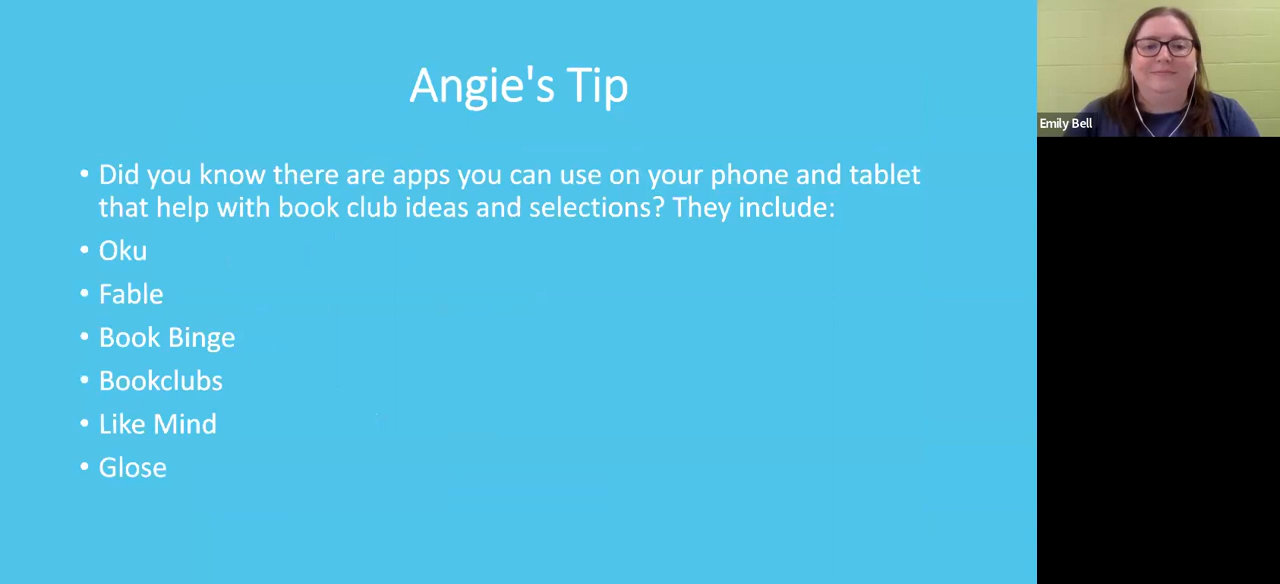 Angie's Tip
• Did you know there are apps you can use on your phone and tablet
that help with book club ideas and selections? They include:
• Oku
• Fable
• Book Binge
• Bookclubs
• Like Mind
• Glose
Emily Bell